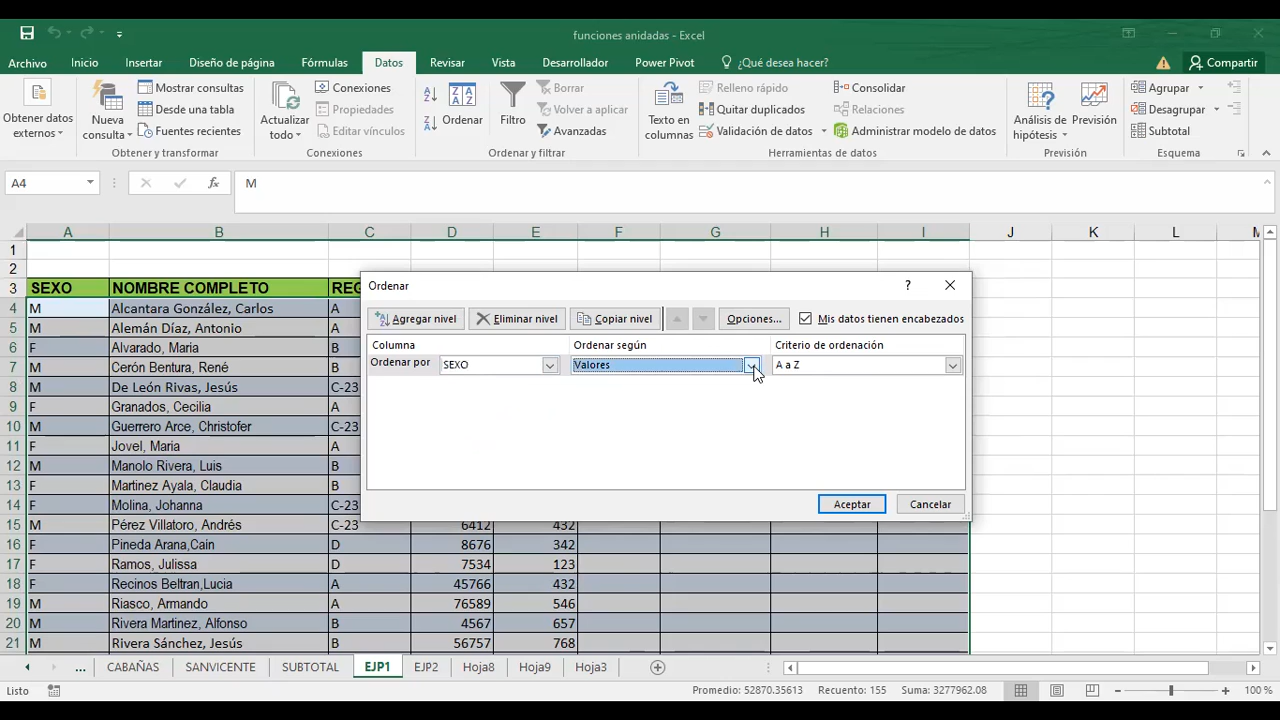 funciones anidadas - Excel
Archivo Inicio Insertar Diseño de página Fórmulas Datos Revisar Vista Desarrollador Power Pivot ¿Qué desea hacer? Compartir
Obtener datos externos
Nueva consulta
Mostrar consultas
Desde una tabla
Fuentes recientes
Obtener y transformar
Actualizar todo
Conexiones
Propiedades
Editar vínculos
Conexiones
Ordenar
Filtro
Borrar
Volver a aplicar
Avanzadas
Ordenar y filtrar
Texto en columnas
Relleno rápido
Quitar duplicados
Validación de datos
Consolidar
Relaciones
Administrar modelo de datos
Herramientas de datos
Análisis de hipótesis
Previsión
Previsión
Agrupar
Desagrupar
Subtotal
Esquema
A4 fx M
A B C D E F G H I J K L M
1
2
3 SEXO NOMBRE COMPLETO REG
4 M Alcantara González, Carlos A
5 M Alemán Díaz, Antonio A
6 F Alvarado, Maria B
7 M Cerón Bentura, René B
8 M De León Rivas, Jesús C-23
9 F Granados, Cecilia A
10 M Guerrero Arce, Christofer C-23
11 F Jovel, Maria A
12 M Manolo Rivera, Luis B
13 F Martinez Ayala, Claudia B
14 F Molina, Johanna C-23
15 M Pérez Villatoro, Andrés C-23 6412 432
16 F Pineda Arana,Cain D 8676 342
17 F Ramos, Julissa D 7534 123
18 F Recinos Beltran,Lucia A 45766 432
19 M Riasco, Armando A 76589 546
20 M Rivera Martinez, Alfonso B 4567 657
21 M Rivera Sánchez, Jesús B 56757 768
Ordenar ?
Agregar nivel Eliminar nivel Copiar nivel Opciones... Mis datos tienen encabezados
Columna Ordenar según Criterio de ordenación
Ordenar por SEXO Valores A a Z
Aceptar Cancelar
... CABAÑAS SANVICENTE SUBTOTAL EJP1 EJP2 Hoja8 Hoja9 Hoja3
Listo Promedio: 52870.35613 Recuento: 155 Suma: 3277962.08 100 %